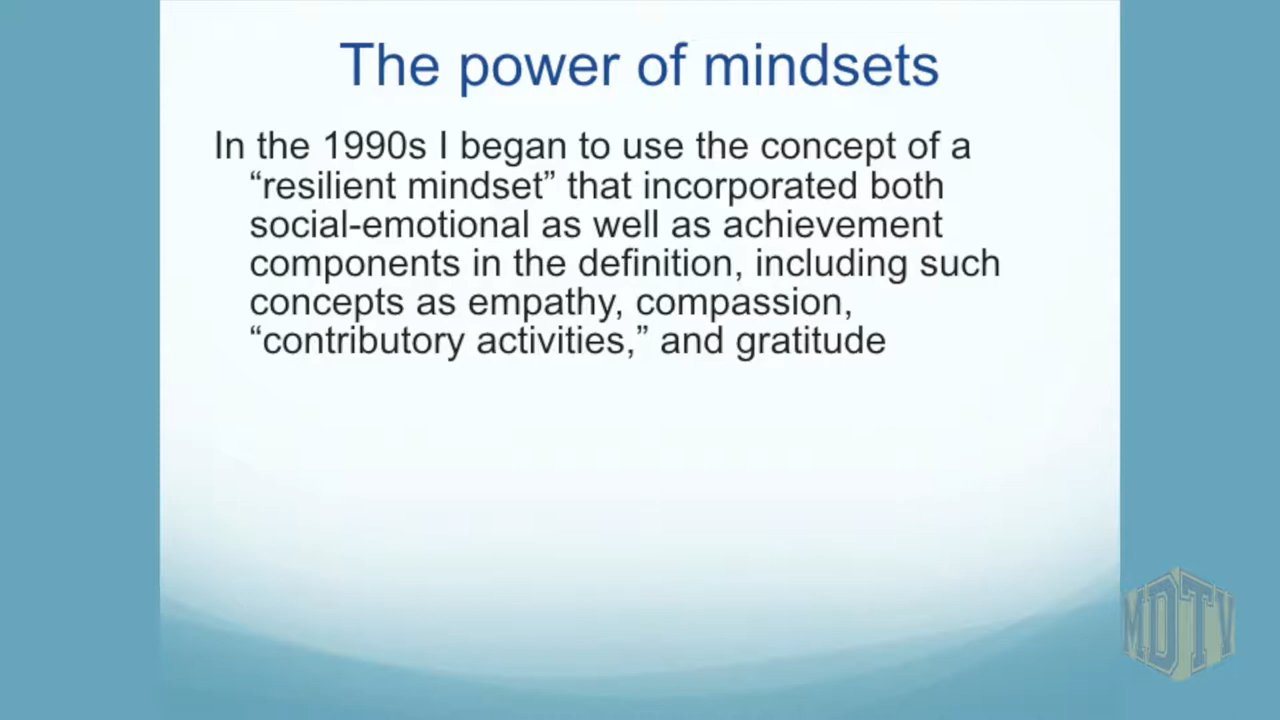 The power of mindsets
In the 1990s I began to use the concept of a
“resilient mindset” that incorporated both
social-emotional as well as achievement
components in the definition, including such
concepts as empathy, compassion,
“contributory activities,” and gratitude
MDTV